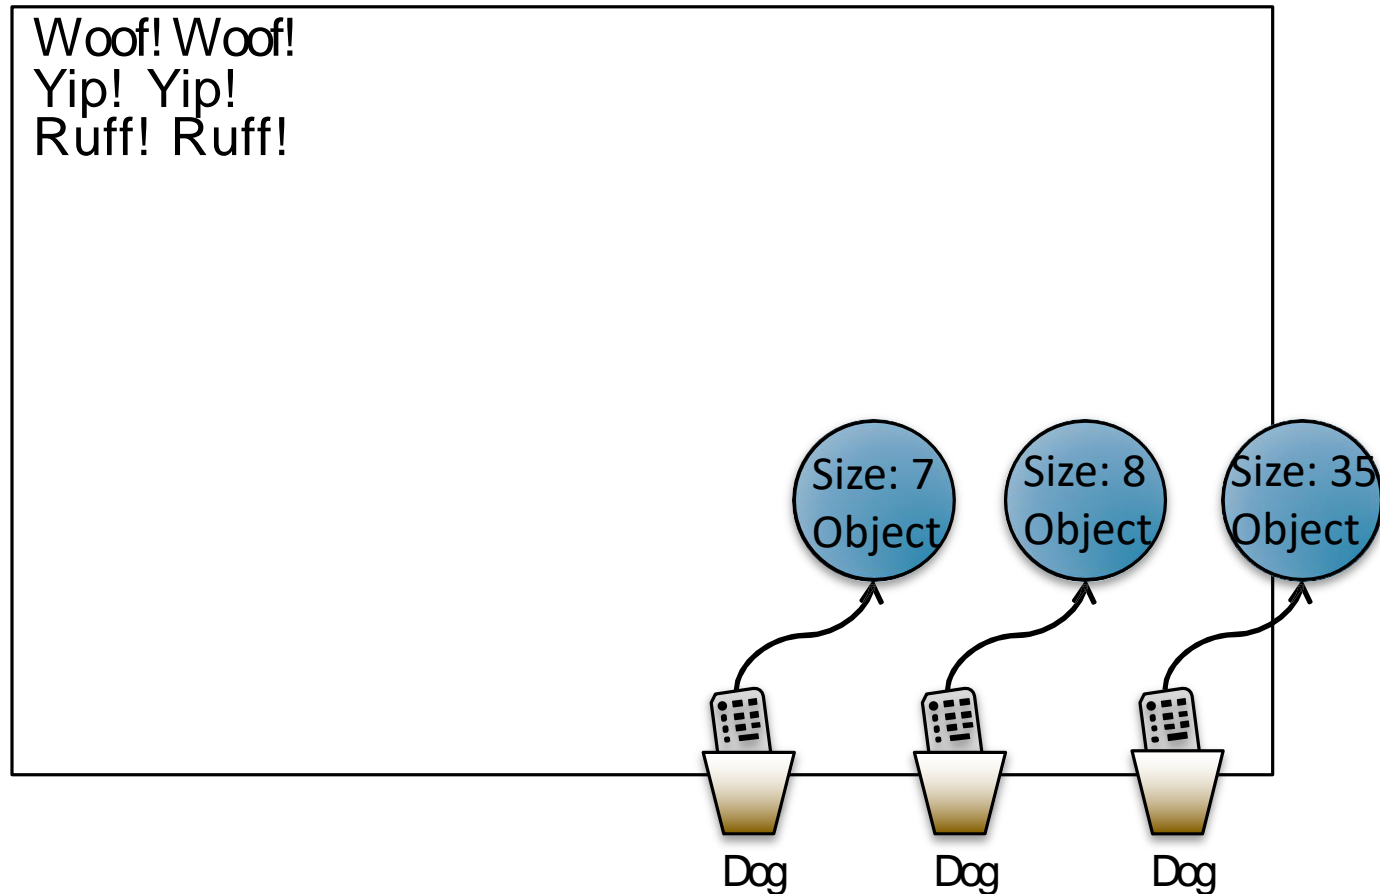 Woof! Woof!
Yip! Yip!
Ruff! Ruff!
Size: 7
Object
Size: 8
Object
Size: 35
Object
Dog
Dog
Dog